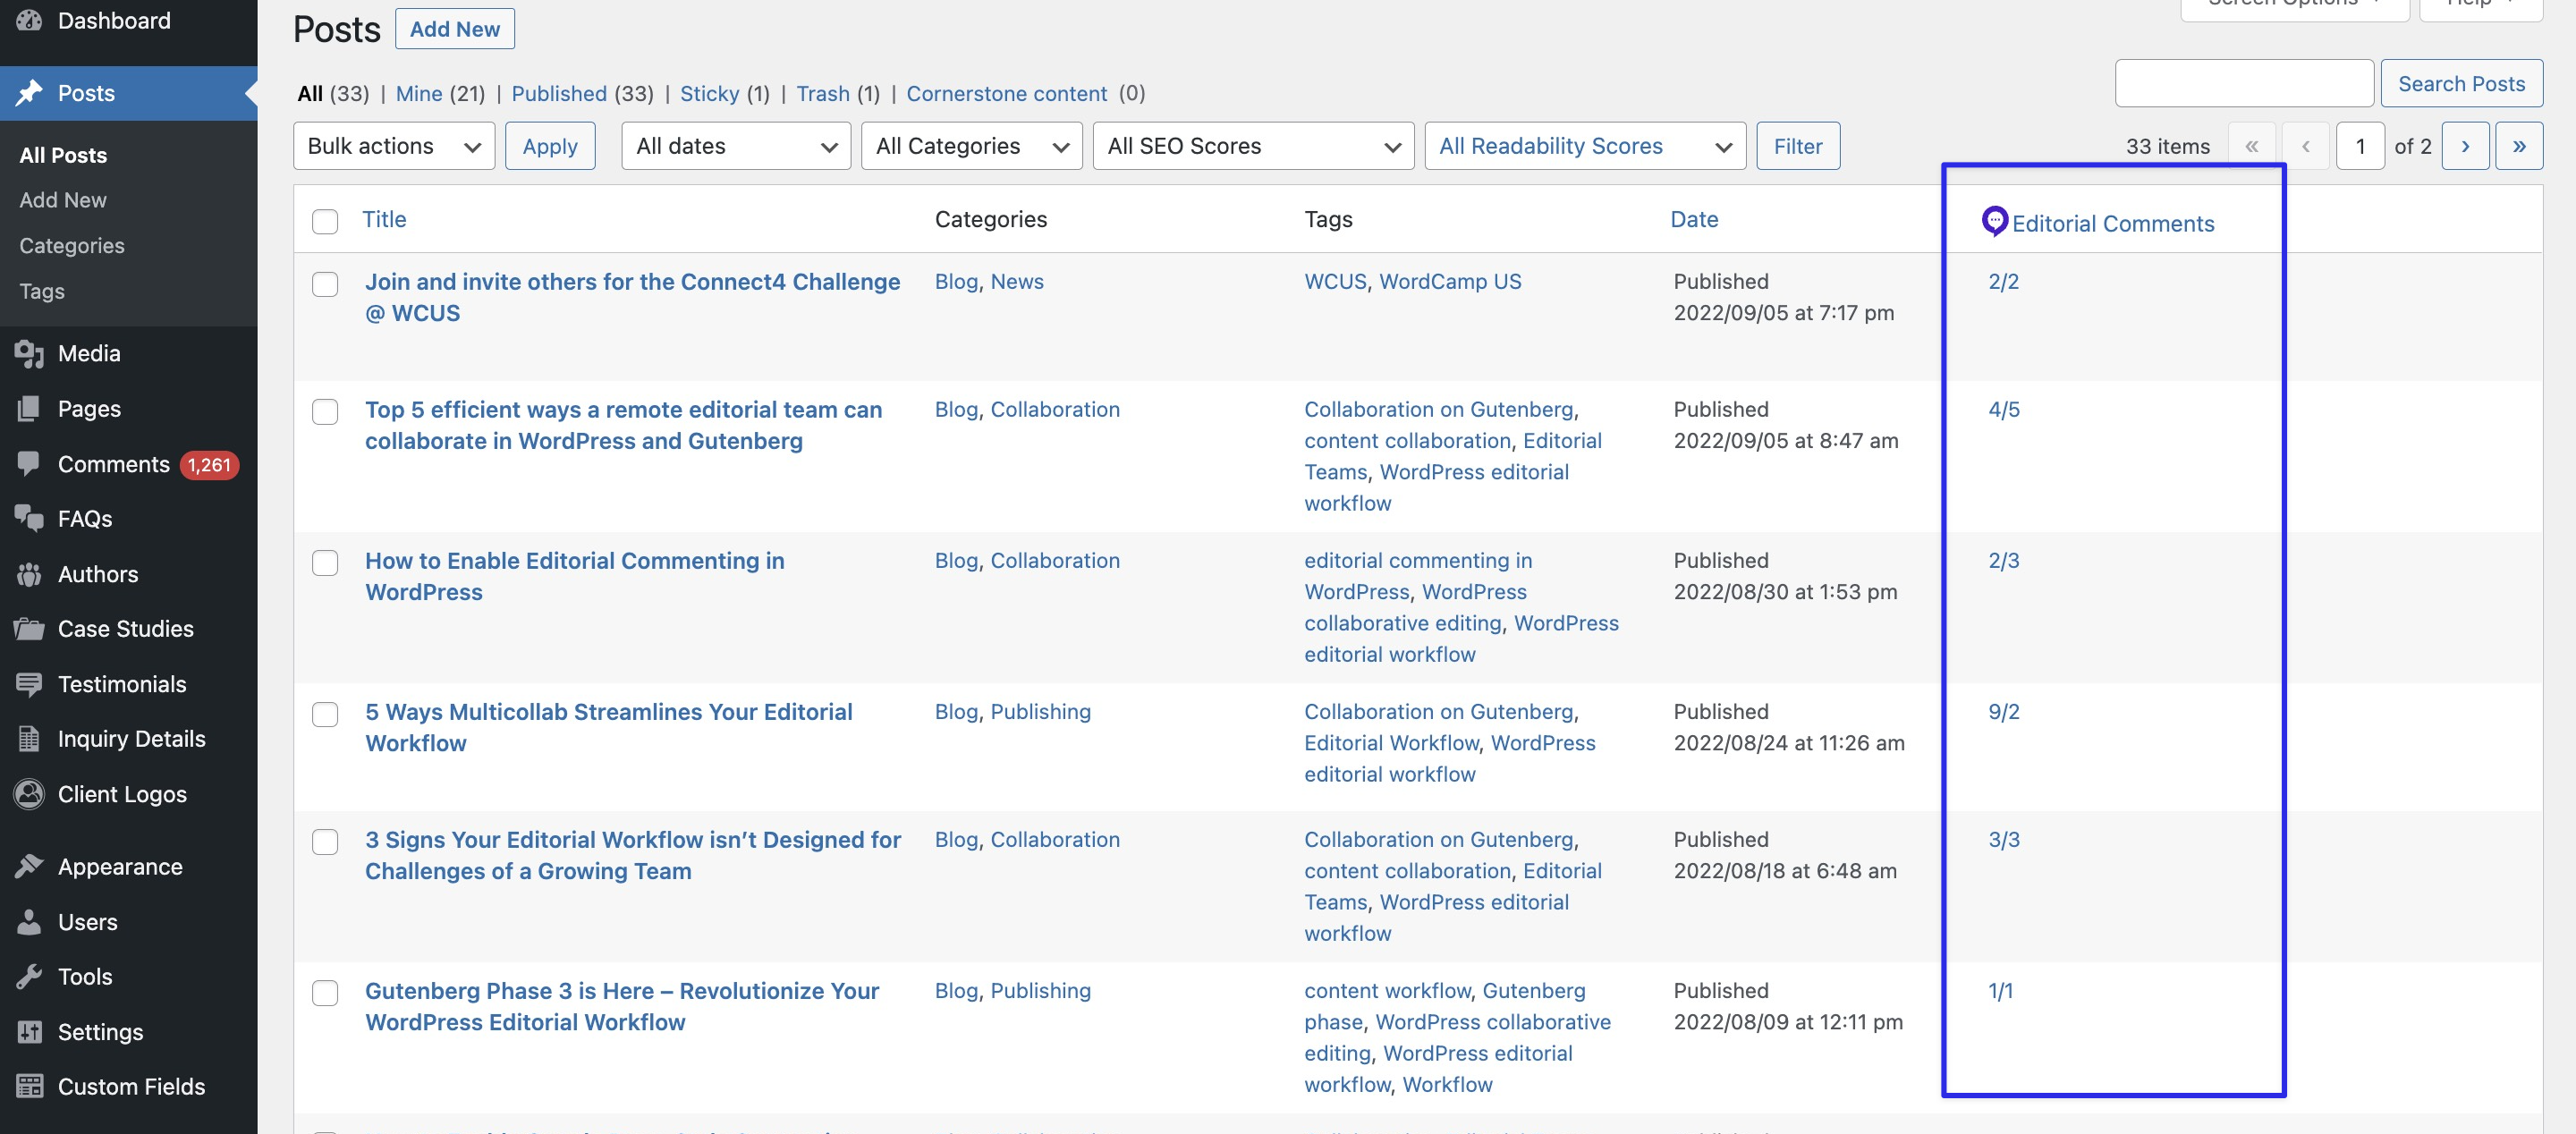 Dashboard
Posts
All Posts
Add New
Categories
Tags
Media
Pages
Comments 1,261
FAQs
Authors
Case Studies
Testimonials
Inquiry Details
Client Logos
Appearance
Users
Tools
Settings
Custom Fields
Posts Add New
Screen Options Help
All (33) | Mine (21) | Published (33) | Sticky (1) | Trash (1) | Cornerstone content (0)
Search Posts
Bulk actions Apply All dates All Categories All SEO Scores All Readability Scores Filter 33 items « ‹ 1 of 2 › »
Title Categories Tags Date Editorial Comments
Join and invite others for the Connect4 Challenge
@ WCUS
Blog, News
WCUS, WordCamp US
Published
2022/09/05 at 7:17 pm
2/2
Top 5 efficient ways a remote editorial team can
collaborate in WordPress and Gutenberg
Blog, Collaboration
Collaboration on Gutenberg,
content collaboration, Editorial
Teams, WordPress editorial
workflow
Published
2022/09/05 at 8:47 am
4/5
How to Enable Editorial Commenting in
WordPress
Blog, Collaboration
editorial commenting in
WordPress, WordPress
collaborative editing, WordPress
editorial workflow
Published
2022/08/30 at 1:53 pm
2/3
5 Ways Multicollab Streamlines Your Editorial
Workflow
Blog, Publishing
Collaboration on Gutenberg,
Editorial Workflow, WordPress
editorial workflow
Published
2022/08/24 at 11:26 am
9/2
3 Signs Your Editorial Workflow isn’t Designed for
Challenges of a Growing Team
Blog, Collaboration
Collaboration on Gutenberg,
content collaboration, Editorial
Teams, WordPress editorial
workflow
Published
2022/08/18 at 6:48 am
3/3
Gutenberg Phase 3 is Here – Revolutionize Your
WordPress Editorial Workflow
Blog, Publishing
content workflow, Gutenberg
phase, WordPress collaborative
editing, WordPress editorial
workflow, Workflow
Published
2022/08/09 at 12:11 pm
1/1